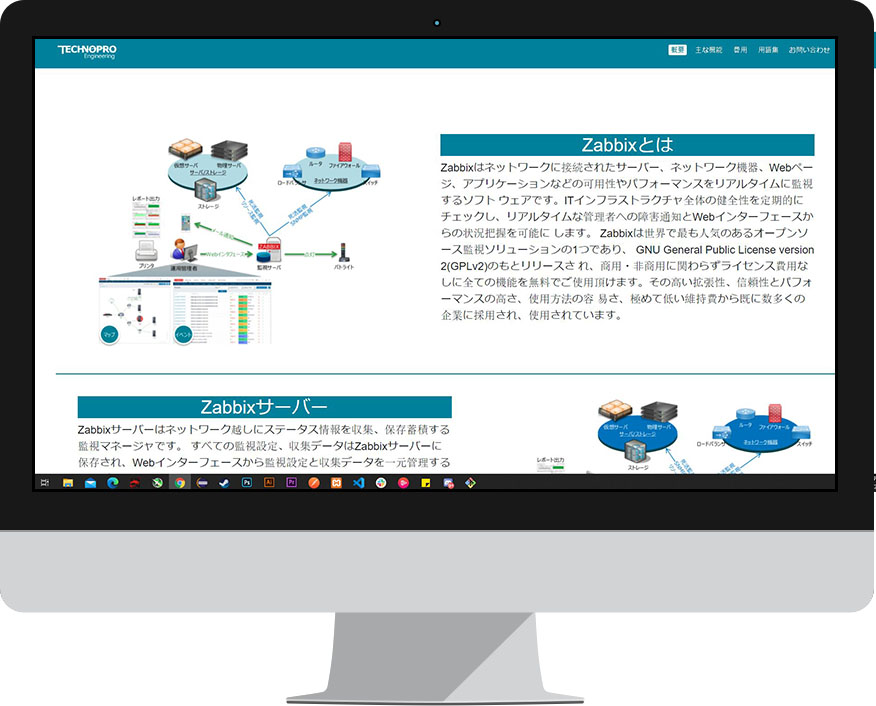 TECHNOPRO
Engineering
概要 主な機能 費用 用語集 お問い合わせ
仮想サーバ
物理サーバ
サーバ/ストレージ
ストレージ
ルータ
ファイアウォール
ロードバランサ
スイッチ
ネットワーク機器
レポート出力
死活監視
リソース監視
死活監視
SNMP監視
メール通知
Webインタフェース
プリンタ
運用管理者
ZABBIX
監視サーバ
点灯
パトライト
マップ
イベント
Zabbixとは
Zabbixはネットワークに接続されたサーバー、ネットワーク機器、Webペー
ジ、アプリケーションなどの可用性やパフォーマンスをリアルタイムに監視
するソフト ウェアです。ITインフラストラクチャ全体の健全性を定期的に
チェックし、リアルタイムな管理者への障害通知とWebインターフェースか
らの状況把握を可能に します。 Zabbixは世界で最も人気のあるオープンソ
ース監視ソリューションの1つであり、 GNU General Public License version
2(GPLv2)のもとリリースさ れ、商用・非商用に関わらずライセンス費用な
しに全ての機能を無料でご使用頂けます。その高い拡張性、信頼性とパフォ
ーマンスの高さ、使用方法の容 易さ、極めて低い維持費から既に数多くの
企業に採用され、使用されています。
Zabbixサーバー
Zabbixサーバーはネットワーク越しにステータス情報を収集、保存蓄積する
監視マネージャです。 すべての監視設定、収集データはZabbixサーバーに
保存され、Webインターフェースから監視設定と収集データを一元管理する
仮想サーバ
物理サーバ
サーバ/ストレージ
ストレージ
ルータ
ファイアウォール
ロードバランサ
スイッチ
ネットワーク機器
レポート出力